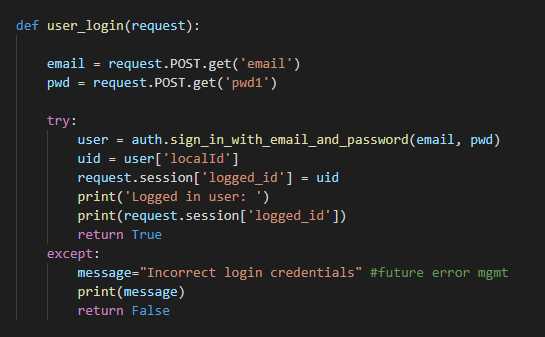 def user_login(request):
email = request.POST.get('email')
pwd = request.POST.get('pwd1')
try:
user = auth.sign_in_with_email_and_password(email, pwd)
uid = user['localId']
request.session['logged_id'] = uid
print('Logged in user: ')
print(request.session['logged_id'])
return True
except:
message="Incorrect login credentials" #future error mgmt
print(message)
return False